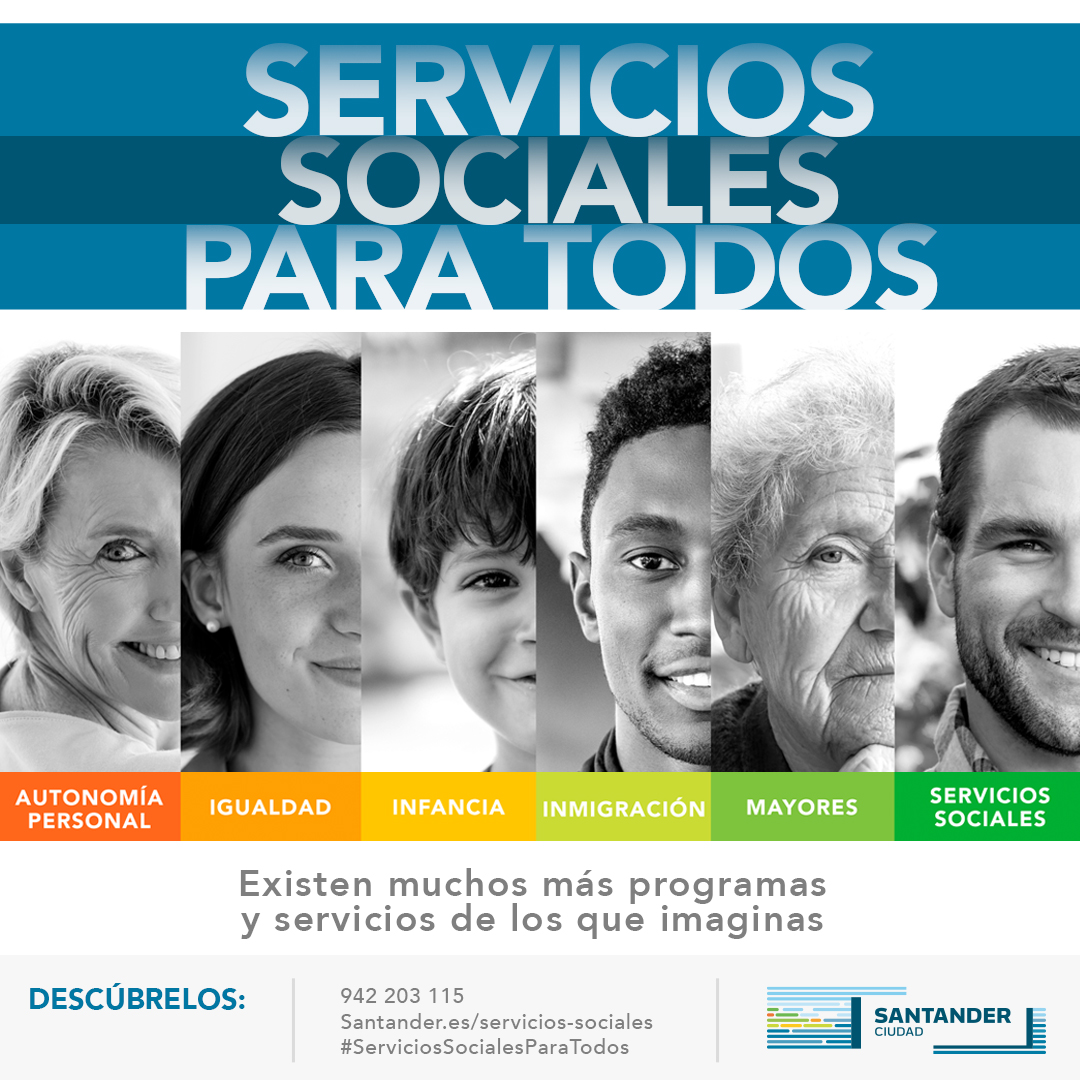 SERVICIOS
SOCIALES
PARA TODOS
AUTONOMÍA
PERSONAL
IGUALDAD
INFANCIA
INMIGRACIÓN
MAYORES
SERVICIOS
SOCIALES
Existen muchos más programas
y servicios de los que imaginas
DESCÚBRELOS:
942 203 115
Santander.es/servicios-sociales
#ServiciosSocialesParaTodos
SANTANDER
CIUDAD